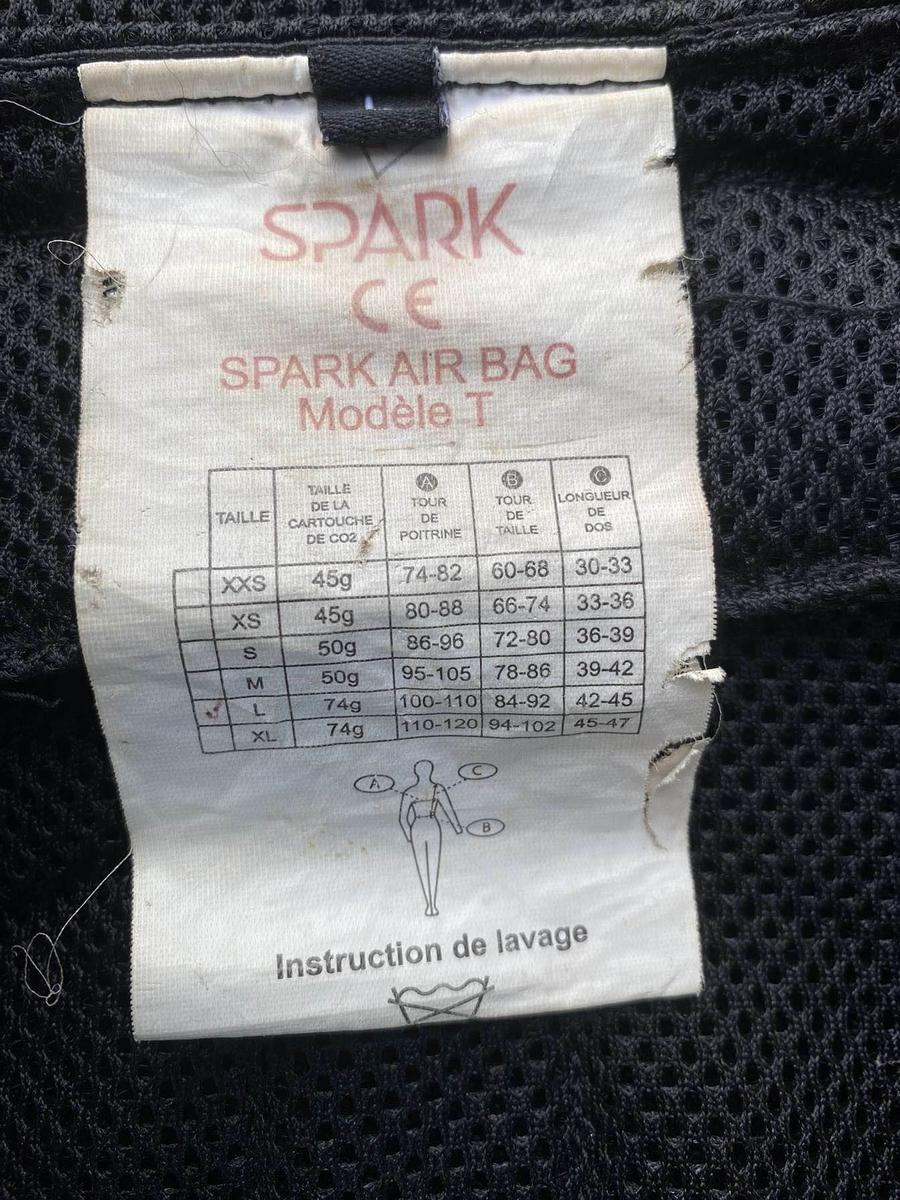 SPARK
CE
SPARK AIR BAG
Modèle T
TAILLE
TAILLE
DE LA
CARTOUCHE
DE CO2
A
TOUR
DE
POITRINE
B
TOUR
DE
TAILLE
C
LONGUEUR
DE
DOS
XXS 45g 74-82 60-68 30-33
XS 45g 80-88 66-74 33-36
S 50g 86-96 72-80 36-39
M 50g 95-105 78-86 39-42
L 74g 100-110 84-92 42-45
XL 74g 110-120 94-102 45-47
A C
B
Instruction de lavage